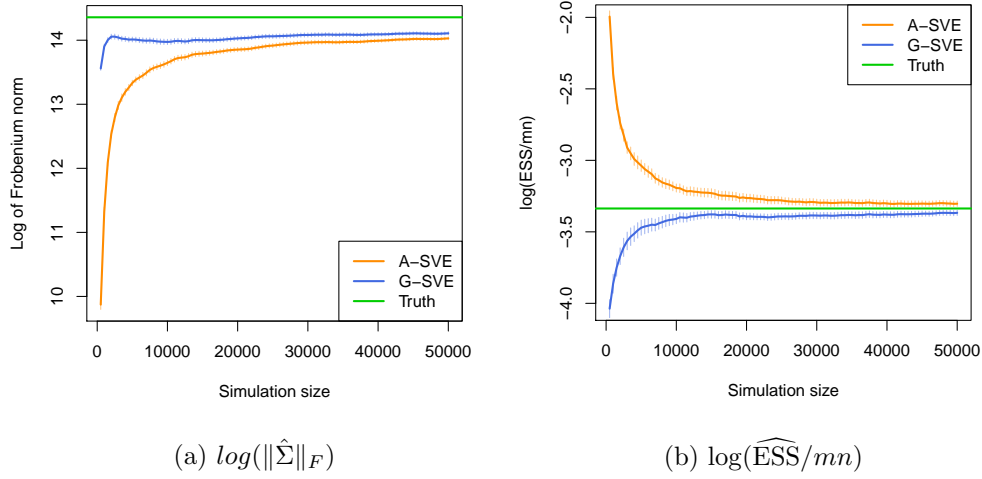 Log of Frobenium norm
14
13
12
11
10
A−SVE
G−SVE
Truth
0 10000 20000 30000 40000 50000
Simulation size
(a) log(‖Σ̂‖F)
log(ESS/mn)
−2.0
−2.5
−3.0
−3.5
−4.0
A−SVE
G−SVE
Truth
0 10000 20000 30000 40000 50000
Simulation size
(b) log(ÊSS/mn)